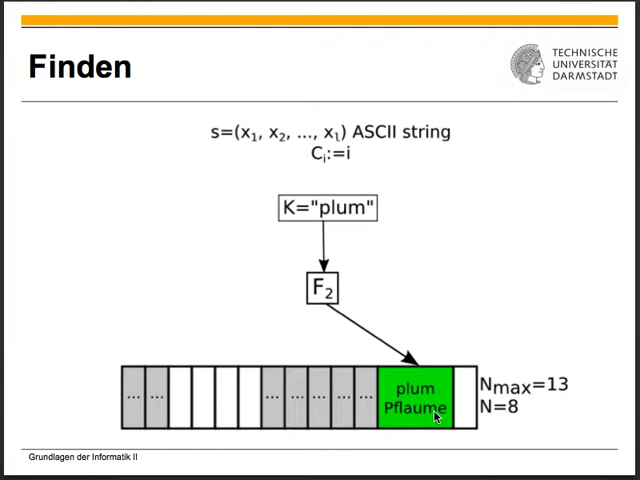 Finden
TECHNISCHE
UNIVERSITÄT
DARMSTADT
s=(x₁, x₂, ..., xₗ) ASCII string
Cᵢ:=i
K="plum"
F₂
... ... ... ... ... ... ...
plum
Pflaume
Nmax=13
N=8
Grundlagen der Informatik II